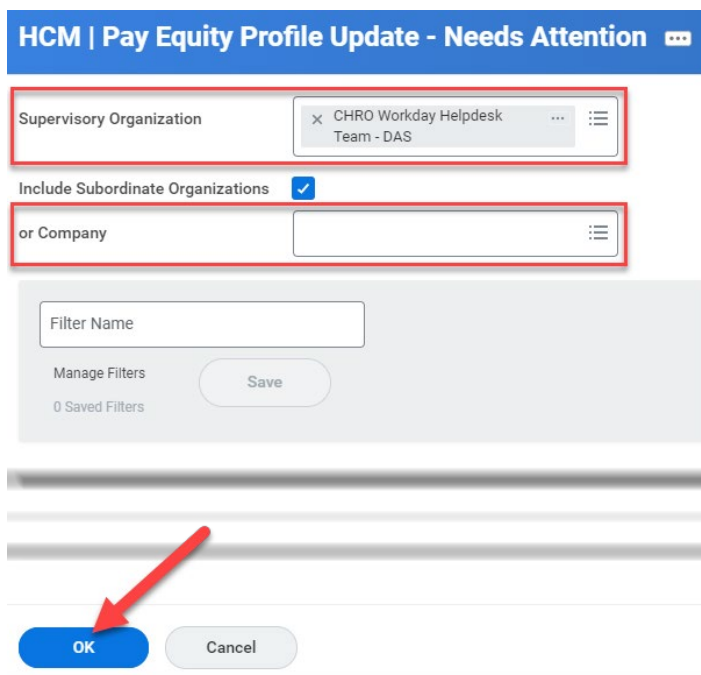 HCM | Pay Equity Profile Update - Needs Attention
Supervisory Organization
× CHRO Workday Helpdesk ...
Team - DAS
Include Subordinate Organizations
or Company
Filter Name
Manage Filters
Save
0 Saved Filters
OK
Cancel